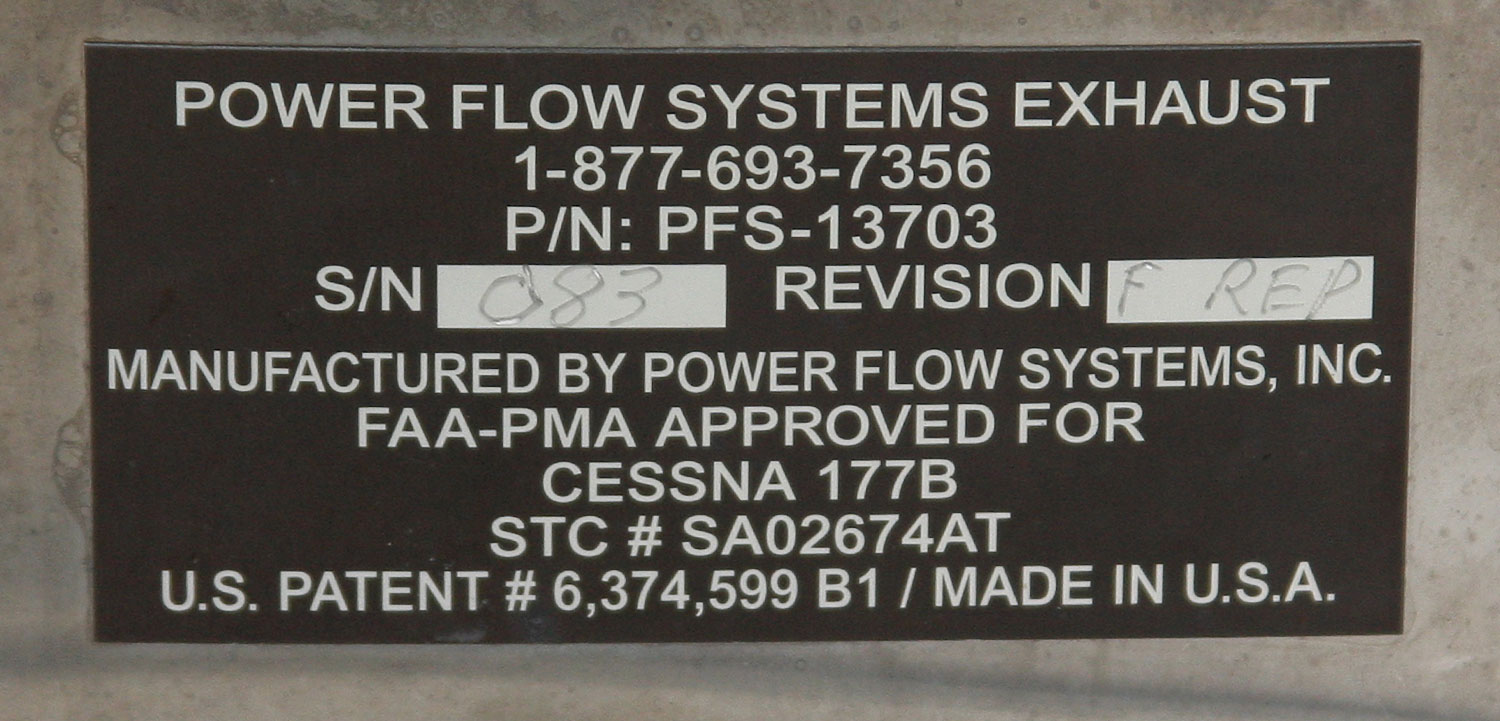 POWER FLOW SYSTEMS EXHAUST
1-877-693-7356
P/N: PFS-13703
S/N 083 REVISION F REP
MANUFACTURED BY POWER FLOW SYSTEMS, INC.
FAA-PMA APPROVED FOR
CESSNA 177B
STC # SA02674AT
U.S. PATENT # 6,374,599 B1 / MADE IN U.S.A.